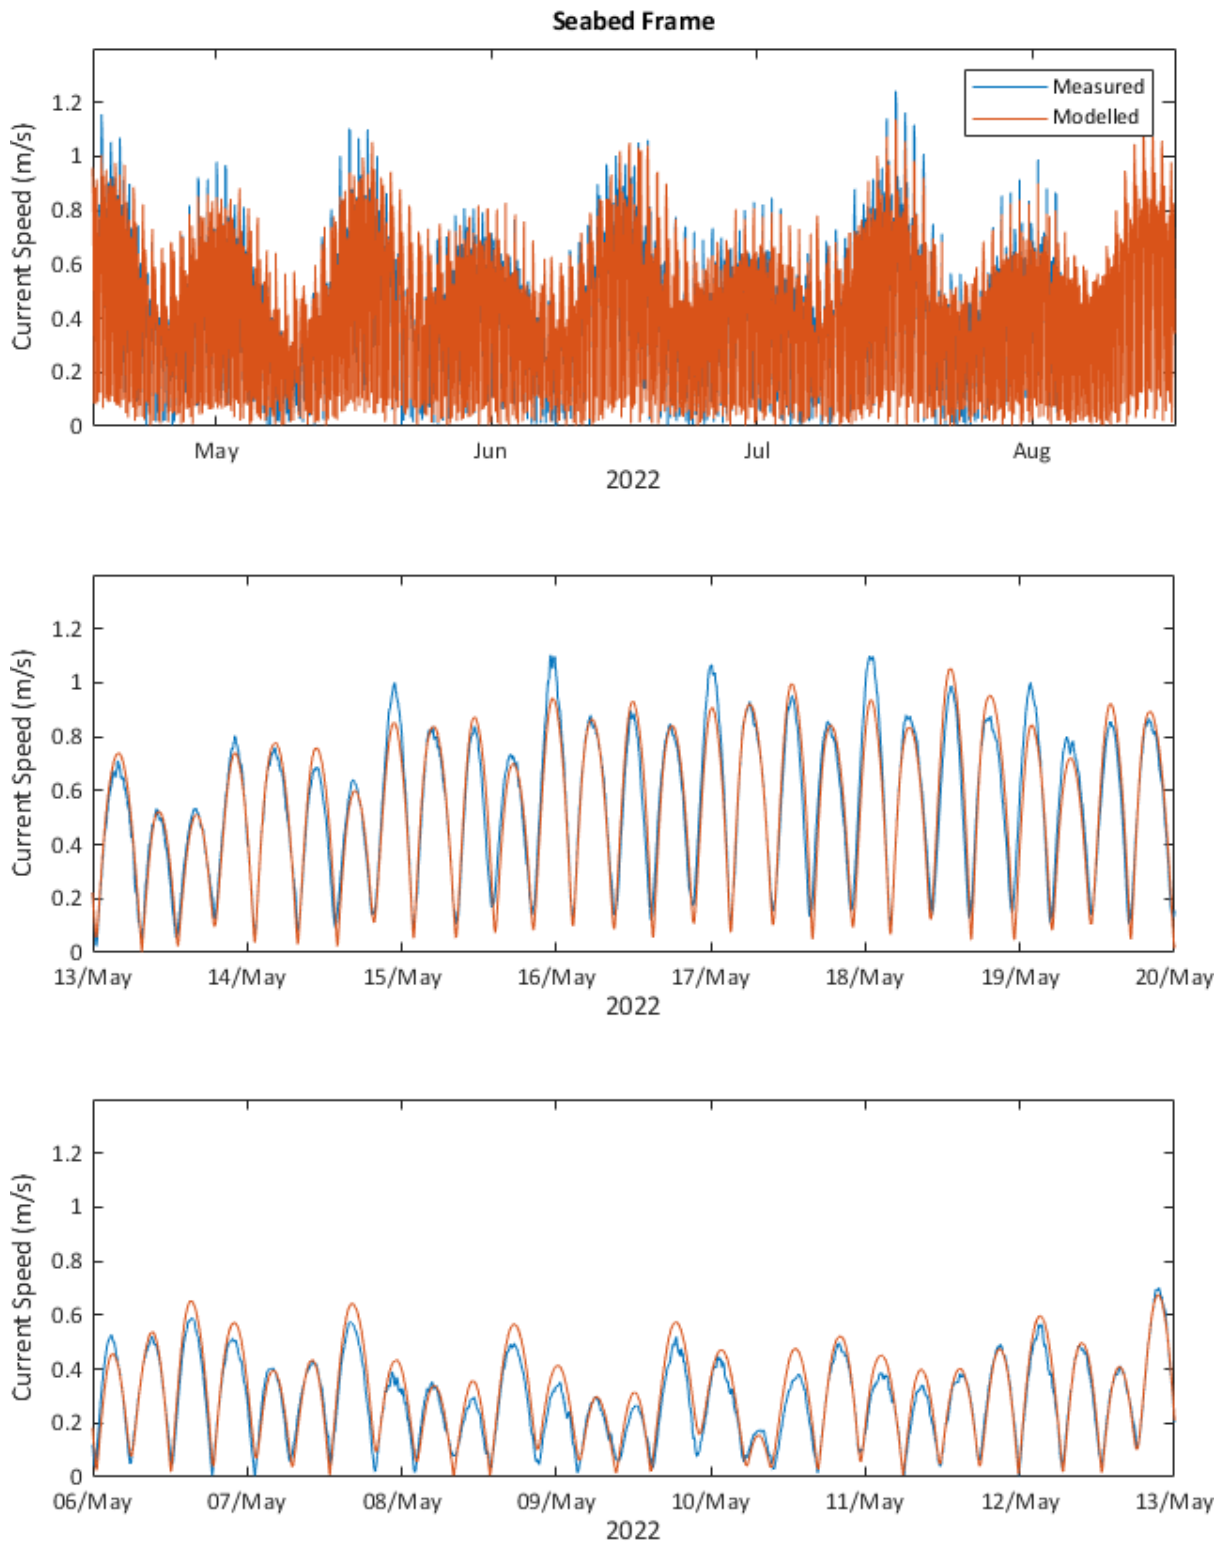 Seabed Frame
Measured
Modelled
1.2
1
0.8
0.6
0.4
0.2
0
Current Speed (m/s)
May Jun Jul Aug
2022
1.2
1
0.8
0.6
0.4
0.2
0
Current Speed (m/s)
13/May 14/May 15/May 16/May 17/May 18/May 19/May 20/May
2022
1.2
1
0.8
0.6
0.4
0.2
0
Current Speed (m/s)
06/May 07/May 08/May 09/May 10/May 11/May 12/May 13/May
2022